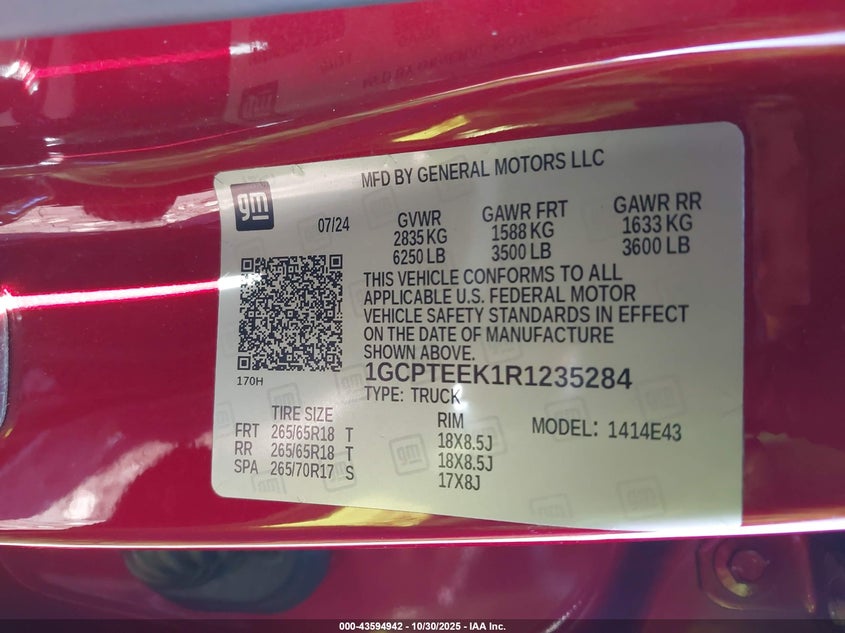 MFD BY GENERAL MOTORS LLC
gm
07/24
GVWR
2835 KG
6250 LB
GAWR FRT
1588 KG
3500 LB
GAWR RR
1633 KG
3600 LB
THIS VEHICLE CONFORMS TO ALL
APPLICABLE U.S. FEDERAL MOTOR
VEHICLE SAFETY STANDARDS IN EFFECT
ON THE DATE OF MANUFACTURE
SHOWN ABOVE.
170H
1GCPTEEK1R1235284
TYPE: TRUCK
TIRE SIZE
FRT 265/65R18 T
RR 265/65R18 T
SPA 265/70R17 S
RIM
18X8.5J
18X8.5J
17X8J
MODEL: 1414E43
000-43594942 - 10/30/2025 - IAA Inc.